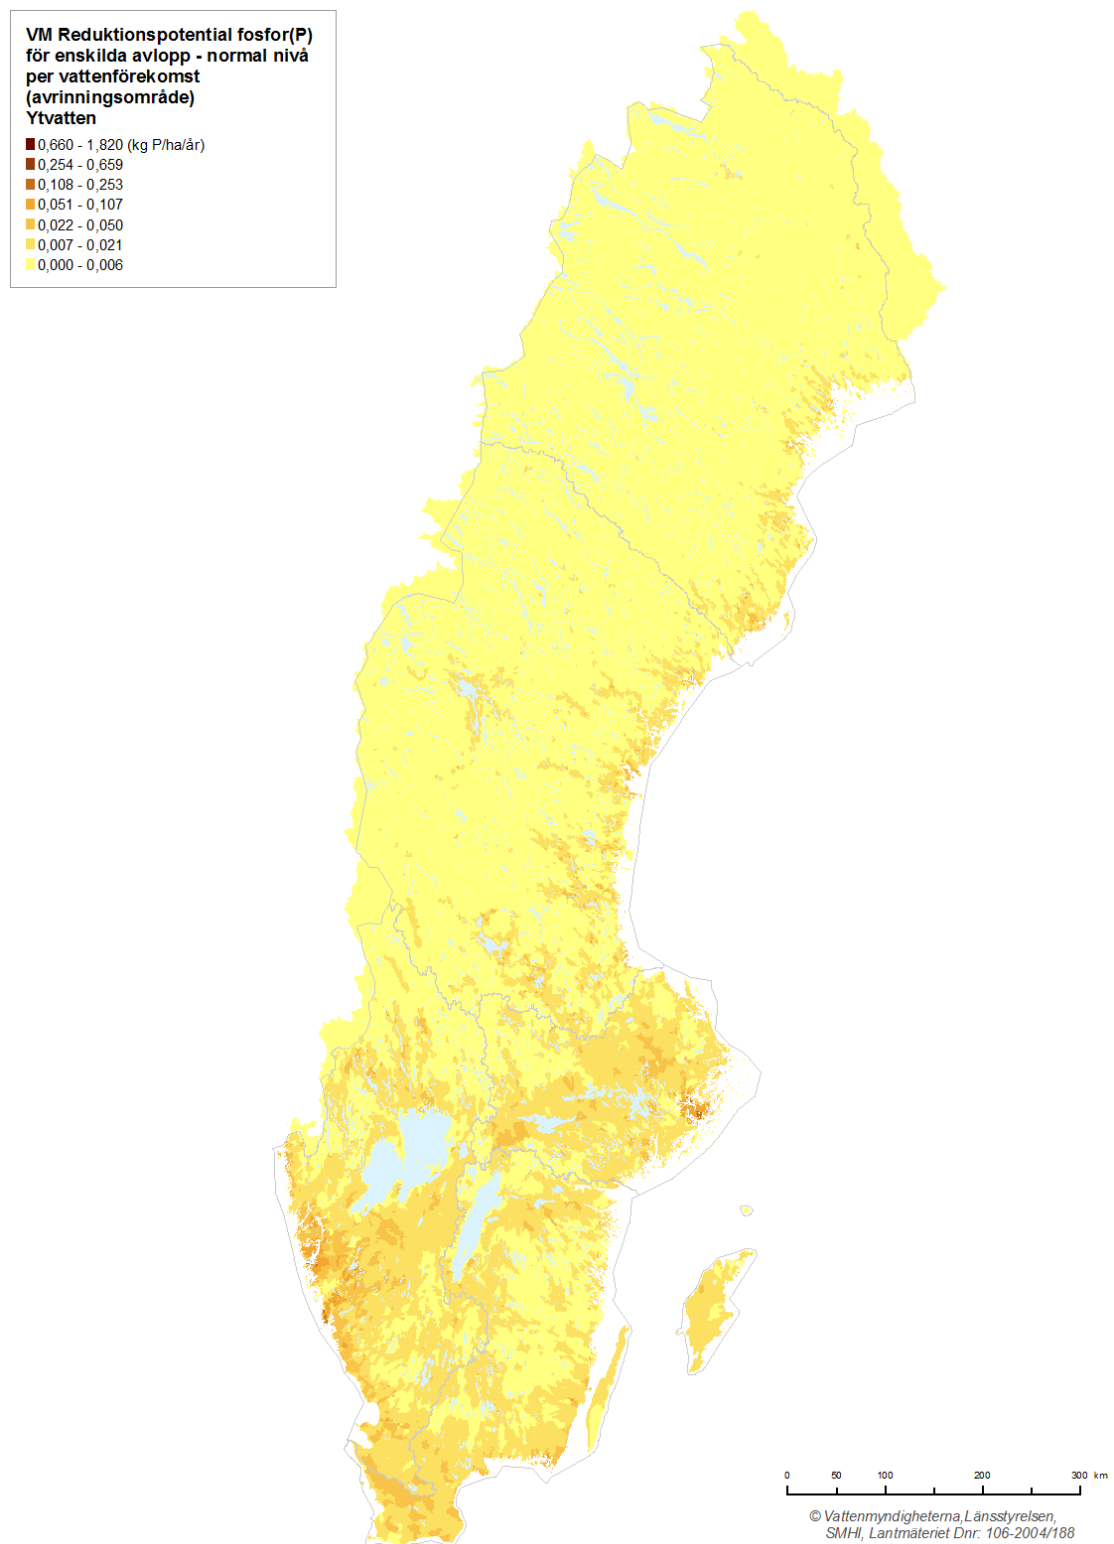 VM Reduktionspotential fosfor(P)
för enskilda avlopp - normal nivå
per vattenförekomst
(avrinningsområde)
Ytvatten
0,660 - 1,820 (kg P/ha/år)
0,254 - 0,659
0,108 - 0,253
0,051 - 0,107
0,022 - 0,050
0,007 - 0,021
0,000 - 0,006
0 50 100 200 300 km
© Vattenmyndigheterna,Länsstyrelsen,
SMHI, Lantmäteriet Dnr: 106-2004/188